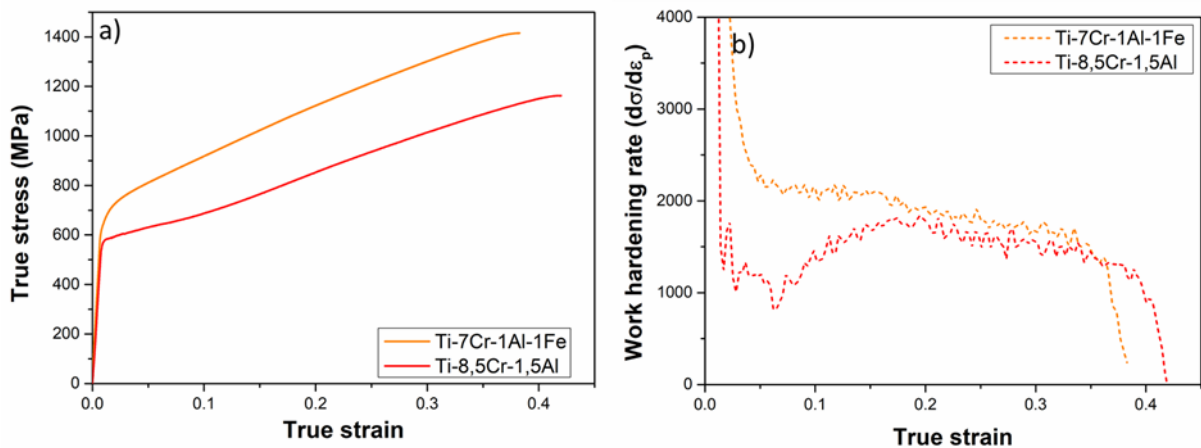 a)
True stress (MPa)
1400
1200
1000
800
600
400
200
0
0.0 0.1 0.2 0.3 0.4
True strain
Ti-7Cr-1Al-1Fe
Ti-8,5Cr-1,5Al
b)
Work hardening rate (dσ/dεp)
4000
3000
2000
1000
0
0.0 0.1 0.2 0.3 0.4
True strain
Ti-7Cr-1Al-1Fe
Ti-8,5Cr-1,5Al